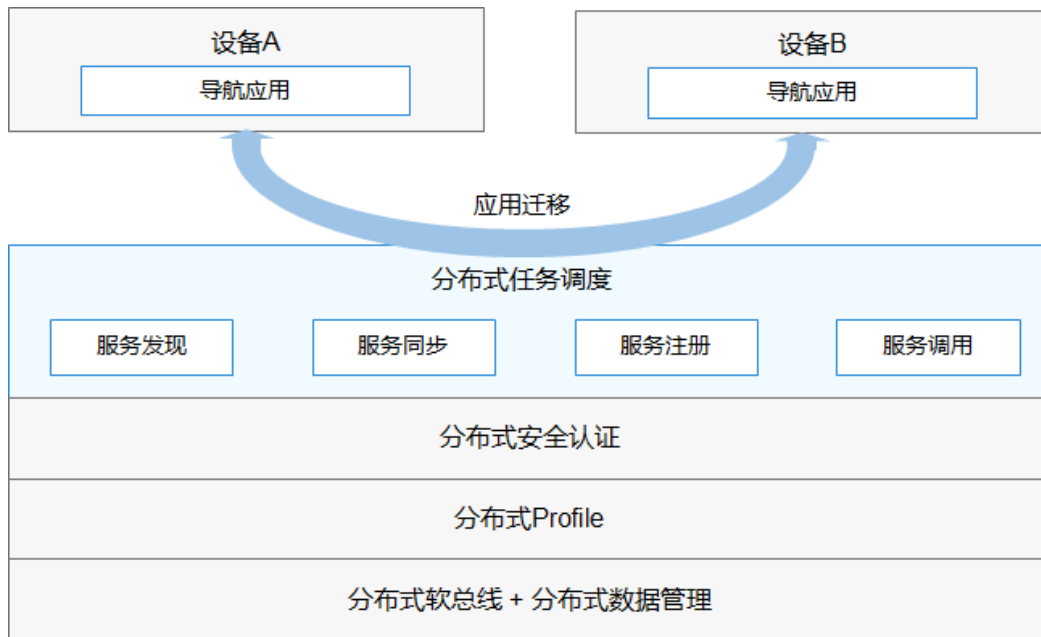 设备A
设备B
导航应用
导航应用
应用迁移
分布式任务调度
服务发现
服务同步
服务注册
服务调用
分布式安全认证
分布式Profile
分布式软总线 + 分布式数据管理